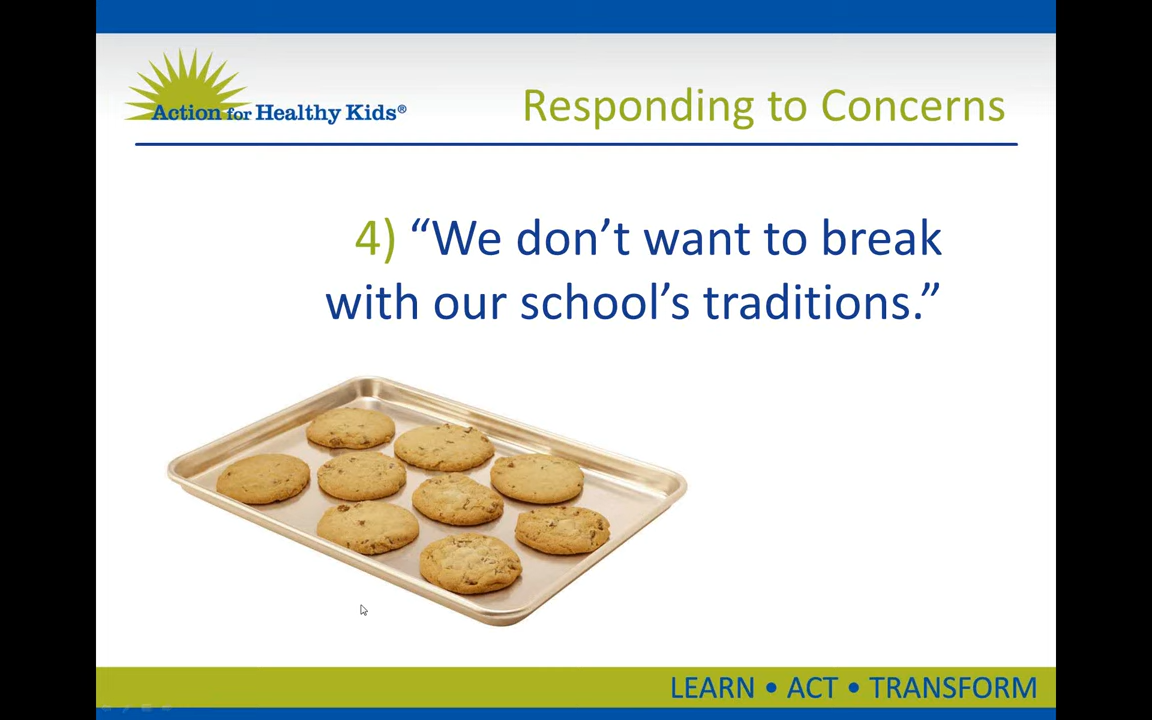 Action for Healthy Kids®
Responding to Concerns
4) “We don’t want to break
with our school’s traditions.”
LEARN • ACT • TRANSFORM